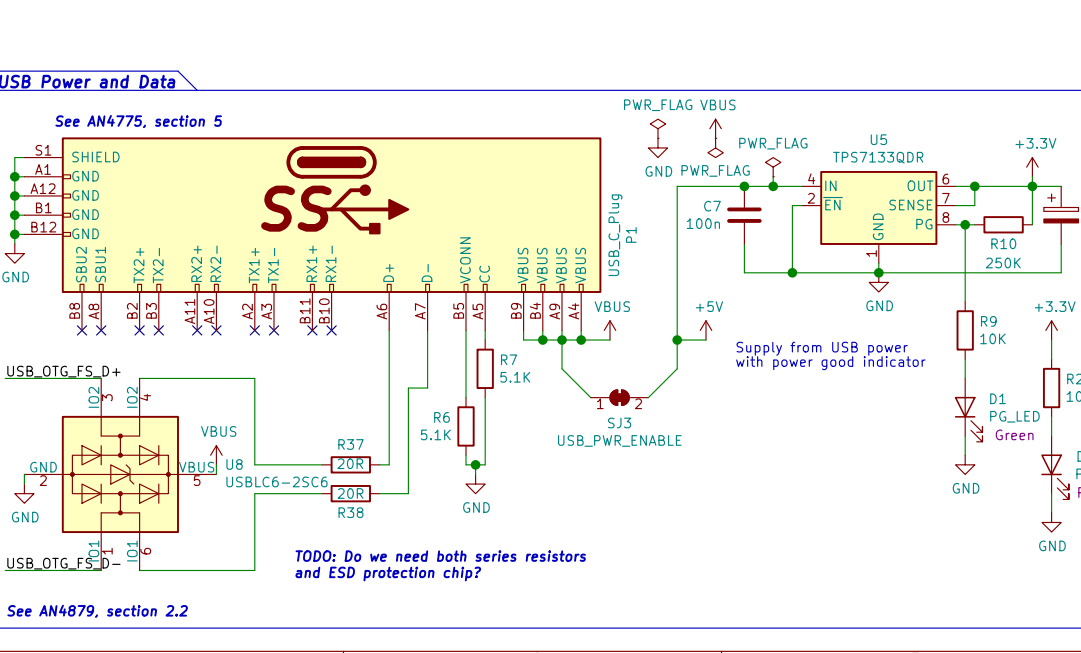 USB Power and Data
See AN4775, section 5
PWR_FLAG VBUS
GND PWR_FLAG
PWR_FLAG
U5
TPS7133QDR
+3.3V
S1 SHIELD
A1 GND
A12 GND
B1 GND
B12 GND
GND
SS
SBU2
SBU1
TX2+
TX2-
RX2+
RX2-
TX1+
TX1-
RX1+
RX1-
D+
D-
VCONN
CC
VBUS
VBUS
VBUS
VBUS
B8
A8
B2
B3
A11
A10
A2
A3
B11
B10
A6
A7
B5
A5
B9
B4
A9
A4
USB_C_Plug
P1
C7
100n
4 IN
2 EN
OUT 6
SENSE 7
PG 8
GND
1
GND
+
R10
250K
VBUS
+5V
Supply from USB power
with power good indicator
R9
10K
+3.3V
D1
PG_LED
Green
GND
GND
R7
5.1K
R6
5.1K
GND
1 2
SJ3
USB_PWR_ENABLE
USB_OTG_FS_D+
IO2
3
IO2
4
VBUS
GND
2
VBUS
5
U8
USBLC6-2SC6
GND
IO1
1
IO1
6
USB_OTG_FS_D-
R37
20R
20R
R38
TODO: Do we need both series resistors
and ESD protection chip?
See AN4879, section 2.2